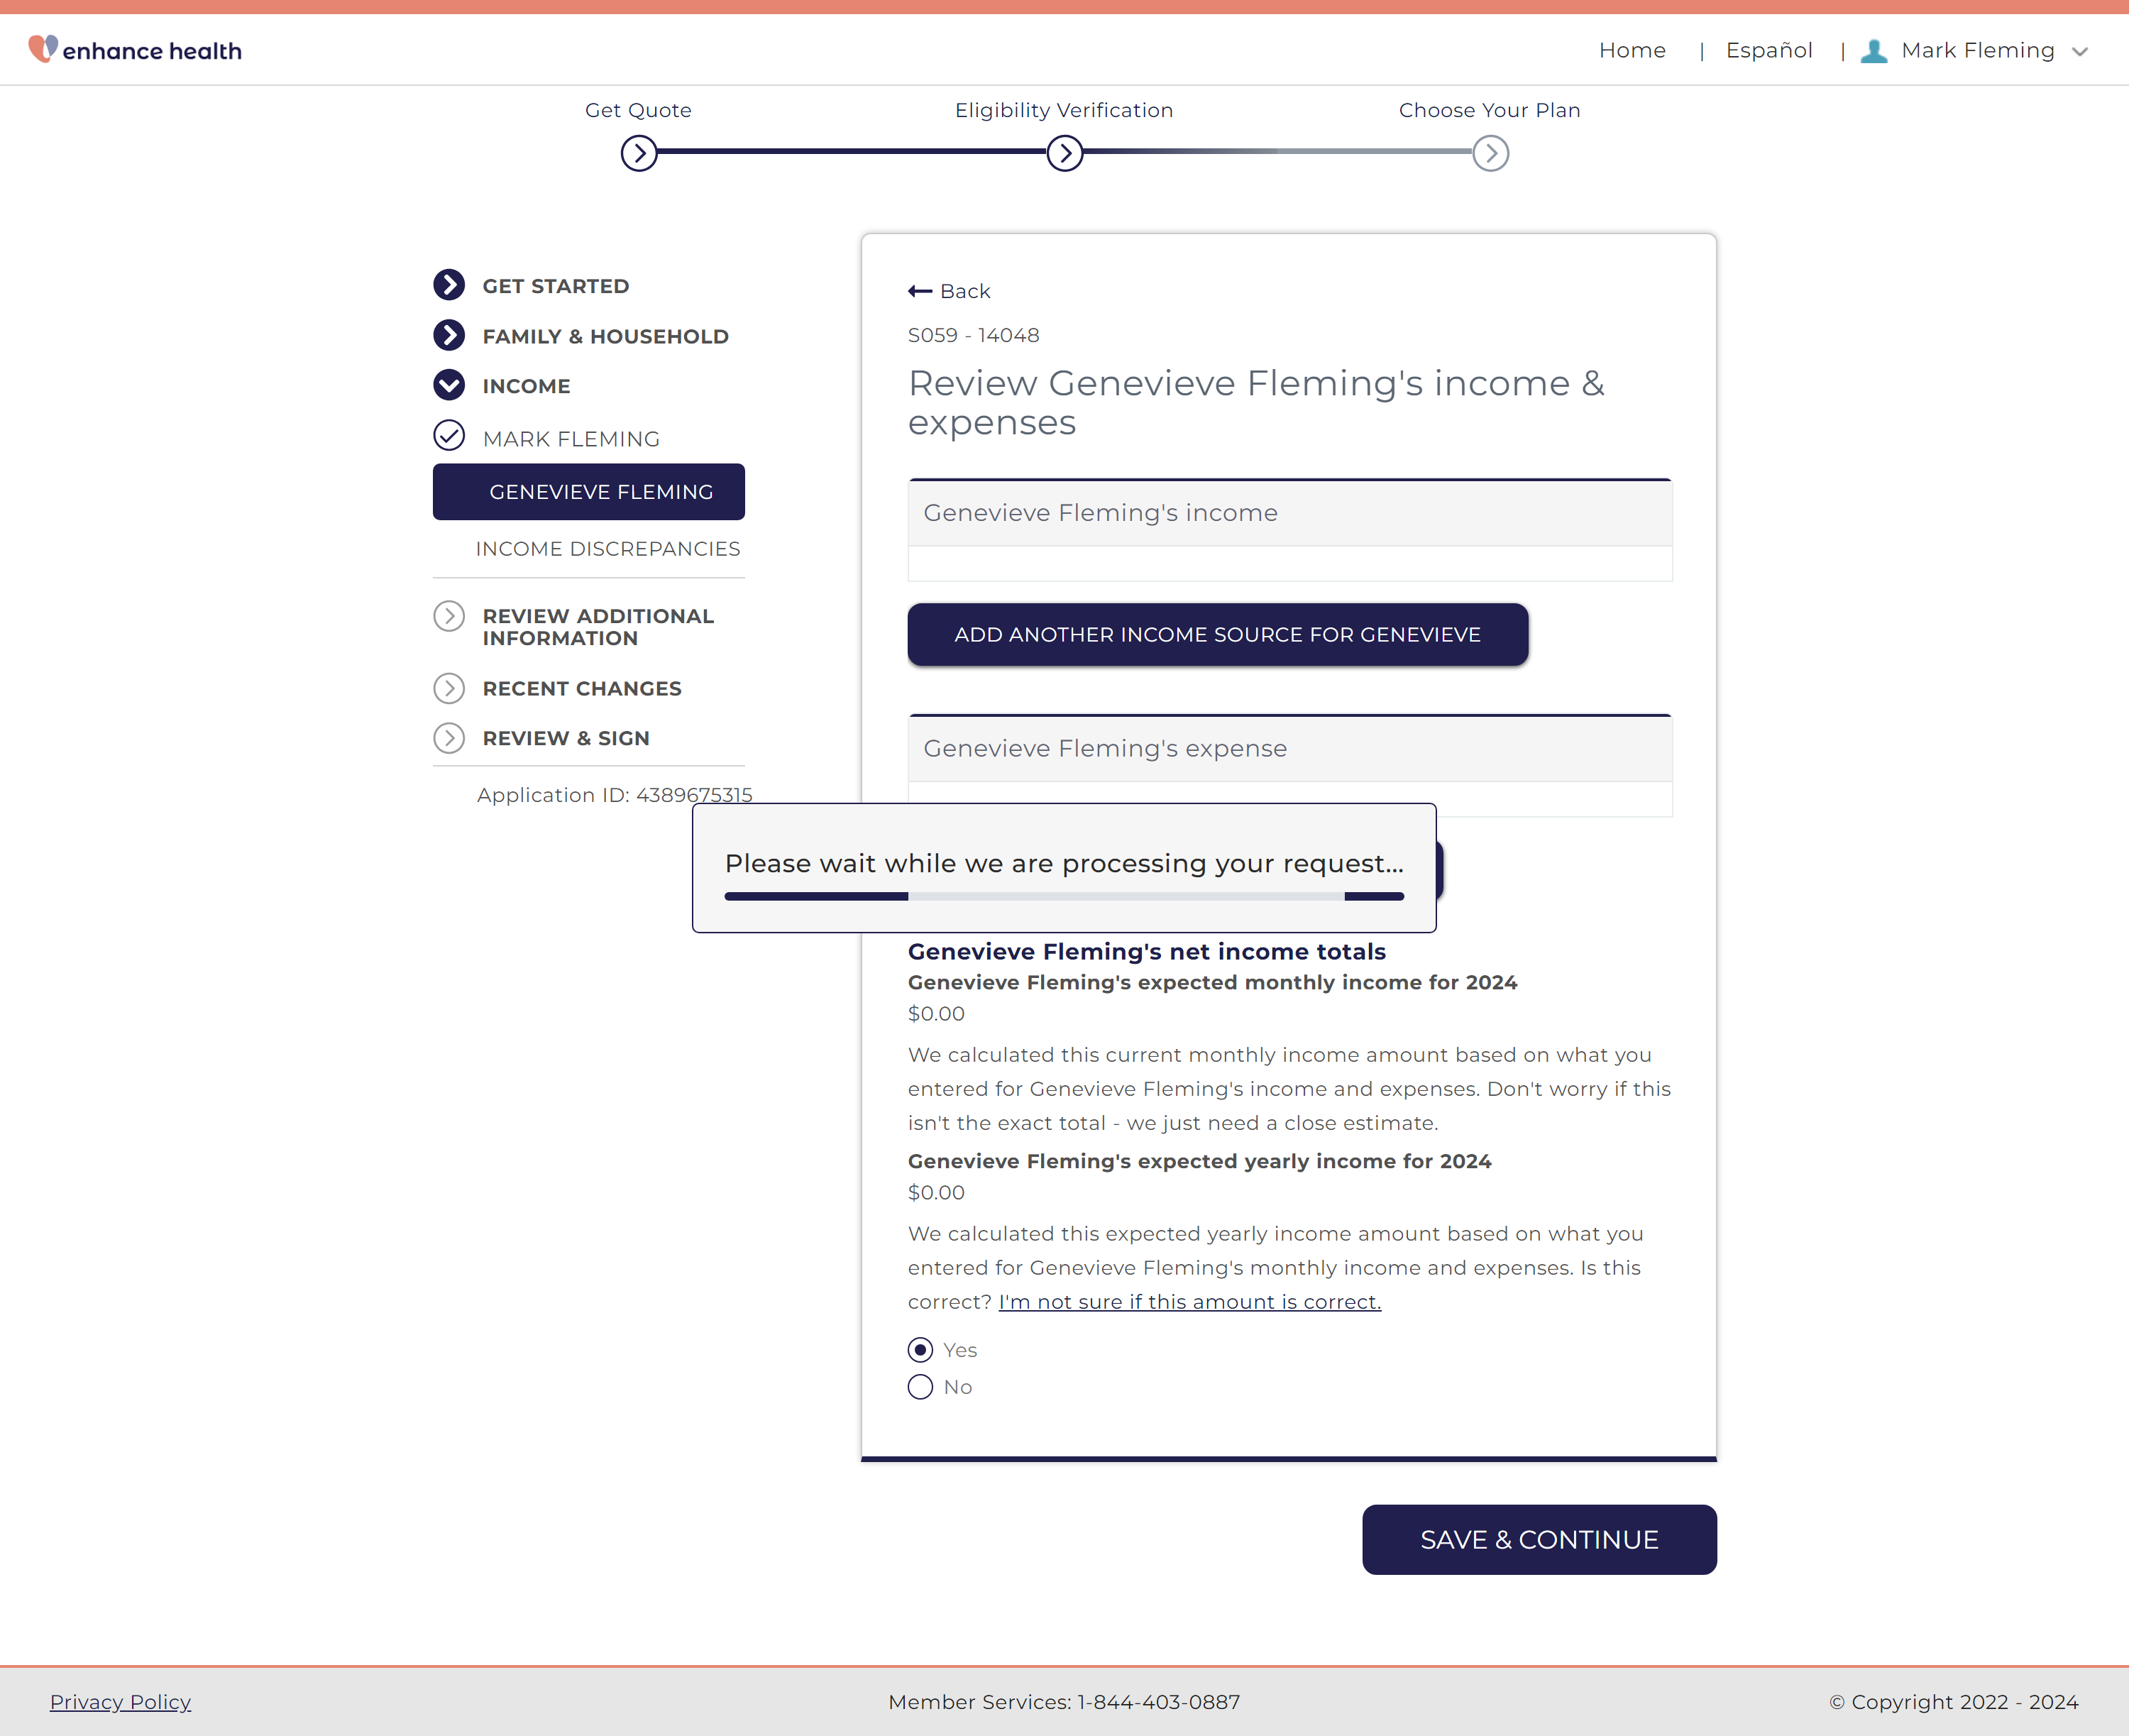 enhance health
Home | Español | Mark Fleming
Get Quote
Eligibility Verification
Choose Your Plan
GET STARTED
FAMILY & HOUSEHOLD
INCOME
MARK FLEMING
GENEVIEVE FLEMING
INCOME DISCREPANCIES
REVIEW ADDITIONAL
INFORMATION
RECENT CHANGES
REVIEW & SIGN
Application ID: 4389675315
Back
S059 - 14048
Review Genevieve Fleming's income &
expenses
Genevieve Fleming's income
ADD ANOTHER INCOME SOURCE FOR GENEVIEVE
Genevieve Fleming's expense
Please wait while we are processing your request...
Genevieve Fleming's net income totals
Genevieve Fleming's expected monthly income for 2024
$0.00
We calculated this current monthly income amount based on what you
entered for Genevieve Fleming's income and expenses. Don't worry if this
isn't the exact total - we just need a close estimate.
Genevieve Fleming's expected yearly income for 2024
$0.00
We calculated this expected yearly income amount based on what you
entered for Genevieve Fleming's monthly income and expenses. Is this
correct? I'm not sure if this amount is correct.
Yes
No
SAVE & CONTINUE
Privacy Policy
Member Services: 1-844-403-0887
© Copyright 2022 - 2024